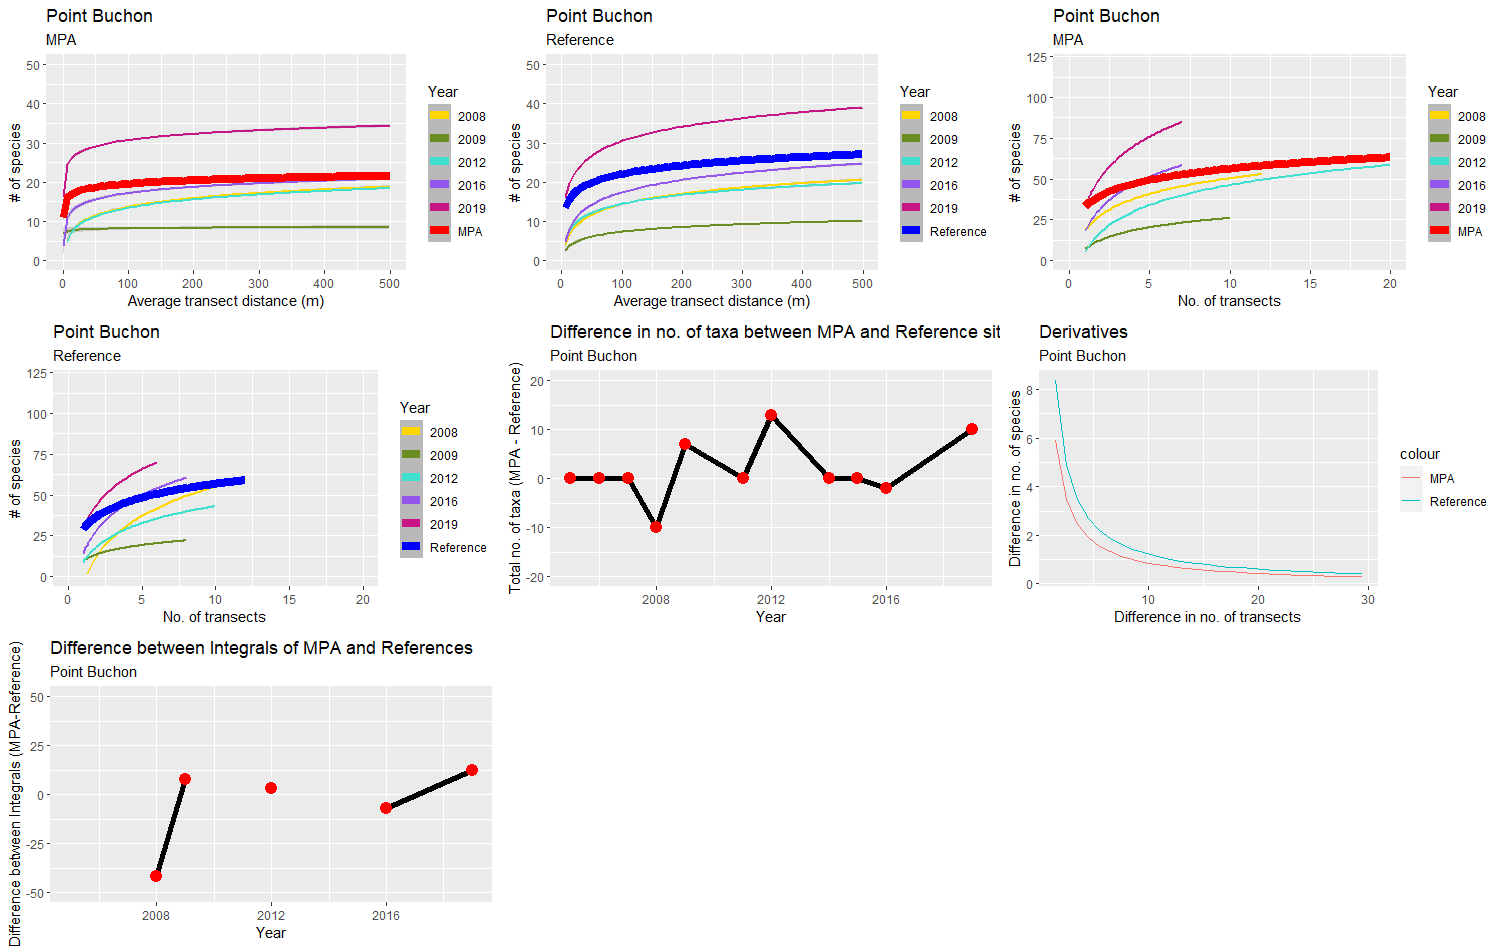 Point Buchon
MPA
# of species
50
40
30
20
10
0
0 100 200 300 400 500
Average transect distance (m)
Year
2008
2009
2012
2016
2019
MPA
Point Buchon
Reference
# of species
50
40
30
20
10
0
0 100 200 300 400 500
Average transect distance (m)
Year
2008
2009
2012
2016
2019
Reference
Point Buchon
MPA
# of species
125
100
75
50
25
0
0 5 10 15 20
No. of transects
Year
2008
2009
2012
2016
2019
MPA
Point Buchon
Reference
# of species
125
100
75
50
25
0
0 5 10 15 20
No. of transects
Year
2008
2009
2012
2016
2019
Reference
Difference in no. of taxa between MPA and Reference sit
Point Buchon
Total no. of taxa (MPA - Reference)
20
10
0
-10
-20
2008 2012 2016
Year
Derivatives
Point Buchon
Difference in no. of species
8
6
4
2
0
10 20 30
Difference in no. of transects
colour
MPA
Reference
Difference between Integrals of MPA and References
Point Buchon
Difference between Integrals (MPA-Reference)
50
25
0
-25
-50
2008 2012 2016
Year